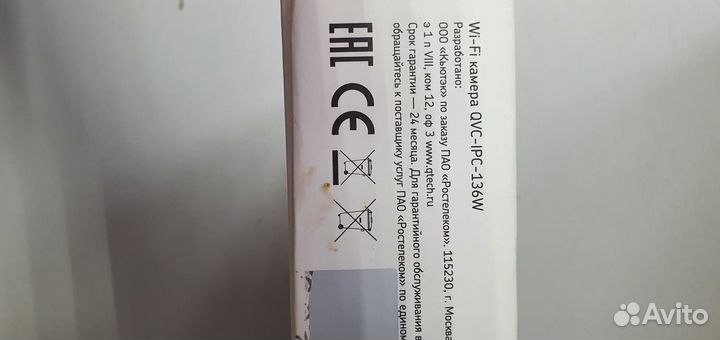 Wi-Fi камера QVC-IPC-136W
Разработано:
ООО «Кьютэк» по заказу ПАО «Ростелеком». 115230, г. Москва
э 1 п VIII, ком 12, оф 3 www.qtech.ru
Срок гарантии — 24 месяца. Для гарантийного обслуживания в
обращайтесь к поставщику услуг ПАО «Ростелеком» по едином
EAC
CE
Avito